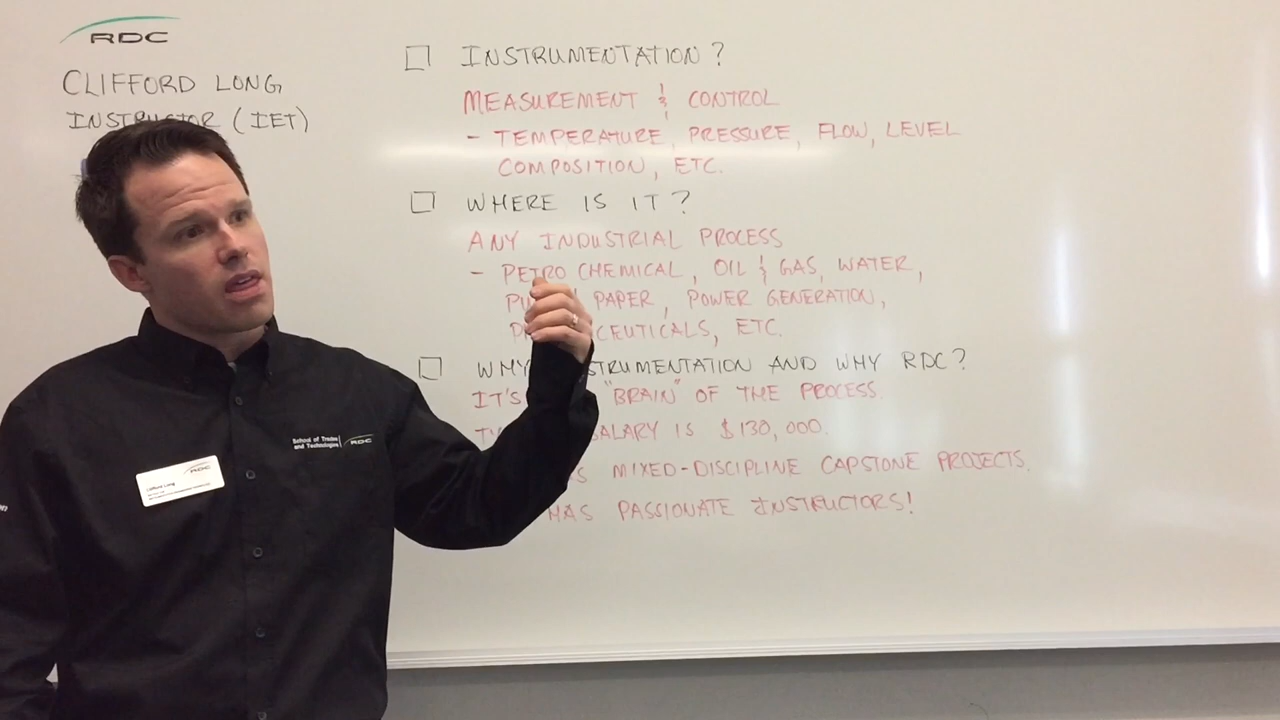 RDC
CLIFFORD LONG
INSTRUCTOR (IET)
☐ INSTRUMENTATION?
MEASUREMENT & CONTROL
- TEMPERATURE, PRESSURE, FLOW, LEVEL
COMPOSITION, ETC.
☐ WHERE IS IT?
ANY INDUSTRIAL PROCESS
- PETRO CHEMICAL, OIL & GAS, WATER,
PAPER, POWER GENERATION,
CEUTICALS, ETC.
☐ WHY STRUMENTATION AND WHY RDC?
IT'S "BRAIN" OF THE PROCESS.
SALARY IS $130,000.
MIXED-DISCIPLINE CAPSTONE PROJECTS.
HAS PASSIONATE INSTRUCTORS!
School of Trades
and Technologies
RDC
RDC
Clifford Long